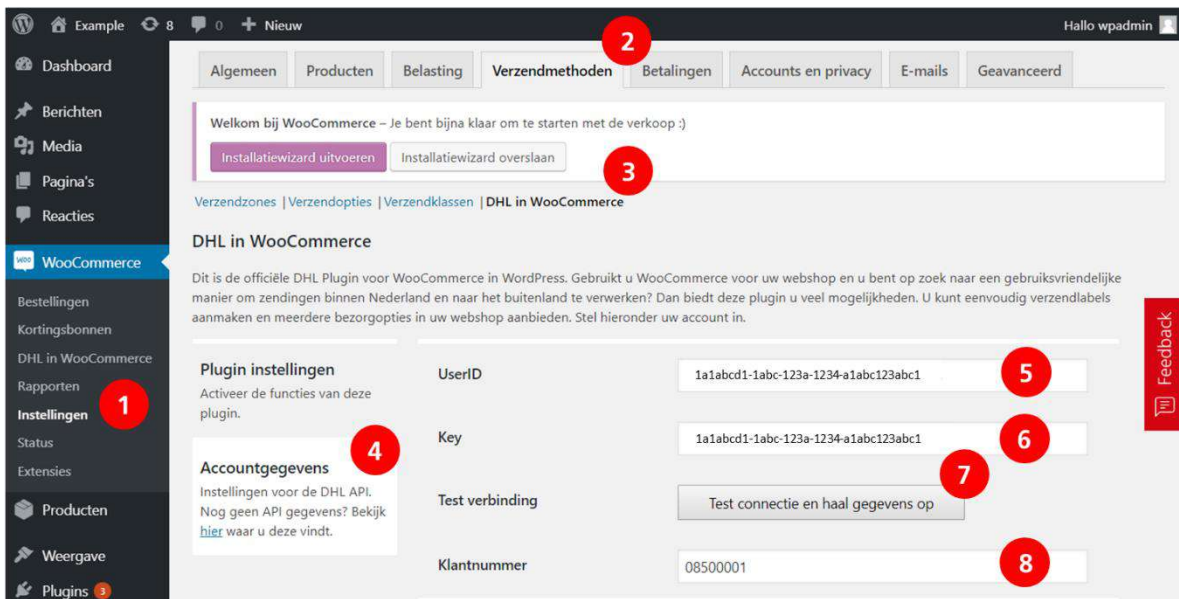 Example 8 0 + Nieuw Hallo wpadmin
Dashboard
Berichten
Media
Pagina's
Reacties
WooCommerce
Bestellingen
Kortingsbonnen
DHL in WooCommerce
Rapporten
Instellingen 1
Status
Extensies
Producten
Weergave
Plugins 3
2
Algemeen Producten Belasting Verzendmethoden Betalingen Accounts en privacy E-mails Geavanceerd
Welkom bij WooCommerce – Je bent bijna klaar om te starten met de verkoop :)
Installatiewizard uitvoeren Installatiewizard overslaan
3
Verzendzones | Verzendopties | Verzendklassen | DHL in WooCommerce
DHL in WooCommerce
Dit is de officiële DHL Plugin voor WooCommerce in WordPress. Gebruikt u WooCommerce voor uw webshop en u bent op zoek naar een gebruiksvriendelijke
manier om zendingen binnen Nederland en naar het buitenland te verwerken? Dan biedt deze plugin u veel mogelijkheden. U kunt eenvoudig verzendlabels
aanmaken en meerdere bezorgopties in uw webshop aanbieden. Stel hieronder uw account in.
Plugin instellingen
Activeer de functies van deze
plugin.
4
Accountgegevens
Instellingen voor de DHL API.
Nog geen API gegevens? Bekijk
hier waar u deze vindt.
UserID 1a1abcd1-1abc-123a-1234-a1abc123abc1 5
Key 1a1abcd1-1abc-123a-1234-a1abc123abc1 6
7
Test verbinding Test connectie en haal gegevens op
Klantnummer 08500001 8
Feedback